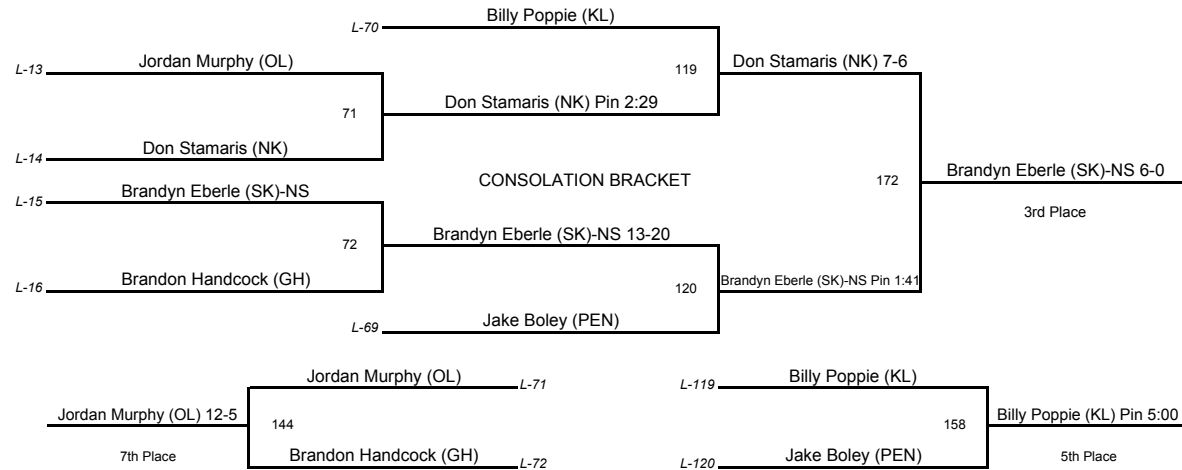 Billy Poppie (KL)
L-70
Jordan Murphy (OL)
L-13
119
Don Stamaris (NK) 7-6
71
Don Stamaris (NK) Pin 2:29
Don Stamaris (NK)
L-14
CONSOLATION BRACKET
172
Brandyn Eberle (SK)-NS 6-0
Brandyn Eberle (SK)-NS
L-15
3rd Place
72
Brandyn Eberle (SK)-NS 13-20
Brandon Handcock (GH)
L-16
120
Brandyn Eberle (SK)-NS Pin 1:41
Jake Boley (PEN)
L-69
Jordan Murphy (OL)
L-71
L-119
Billy Poppie (KL)
Jordan Murphy (OL) 12-5
144
158
Billy Poppie (KL) Pin 5:00
7th Place
Brandon Handcock (GH)
L-72
L-120
Jake Boley (PEN)
5th Place